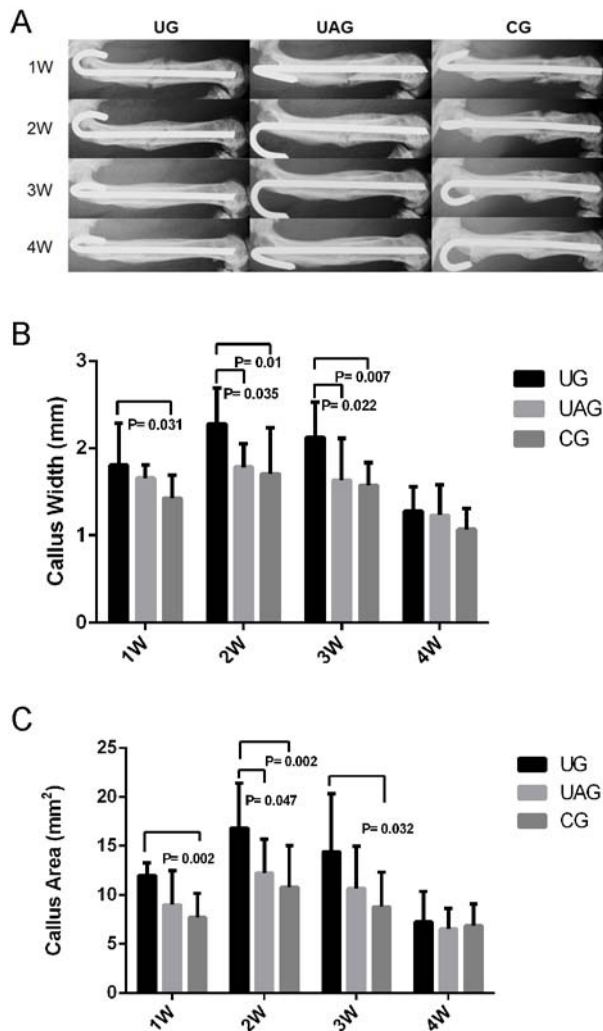 A
UG UAG CG
1W
2W
3W
4W
B
Callus Width (mm)
3
2
1
0
P= 0.031
P= 0.01
P= 0.035
P= 0.007
P= 0.022
UG
UAG
CG
1W 2W 3W 4W
C
Callus Area (mm²)
25
20
15
10
5
0
P= 0.002
P= 0.002
P= 0.047
P= 0.032
UG
UAG
CG
1W 2W 3W 4W